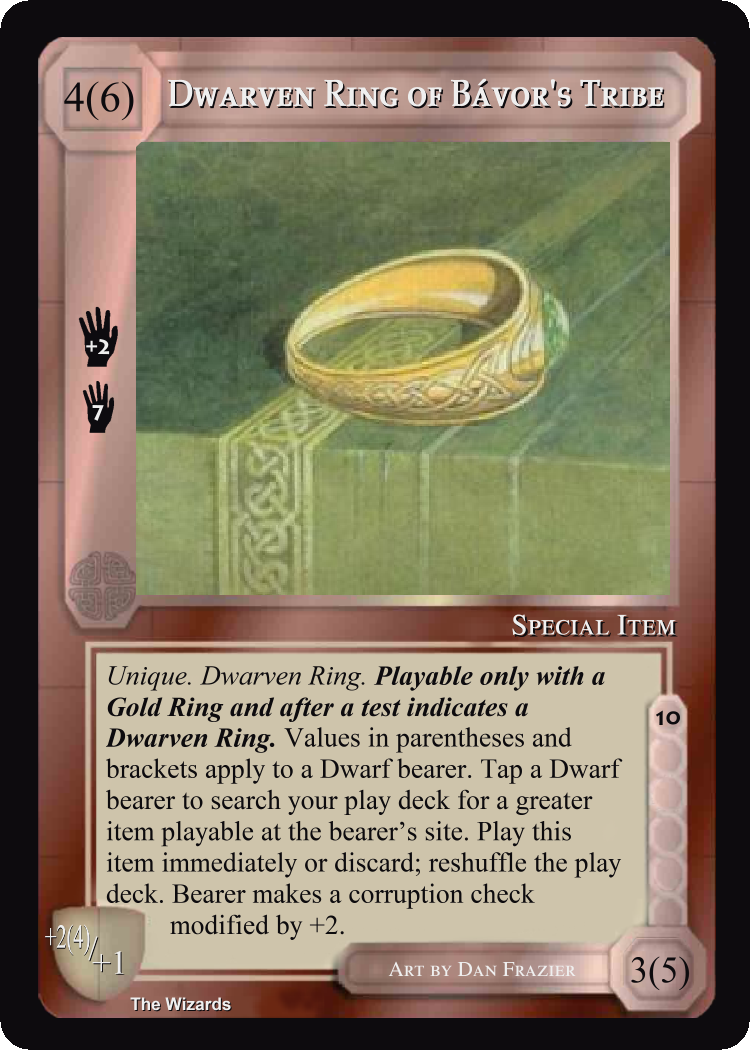 4(6)
Dwarven Ring of Bávor's Tribe
+2
7
Special Item
Unique. Dwarven Ring. Playable only with a
Gold Ring and after a test indicates a
Dwarven Ring. Values in parentheses and
brackets apply to a Dwarf bearer. Tap a Dwarf
bearer to search your play deck for a greater
item playable at the bearer's site. Play this
item immediately or discard; reshuffle the play
deck. Bearer makes a corruption check
modified by +2.
10
+2(4)/+1
Art by Dan Frazier
3(5)
The Wizards